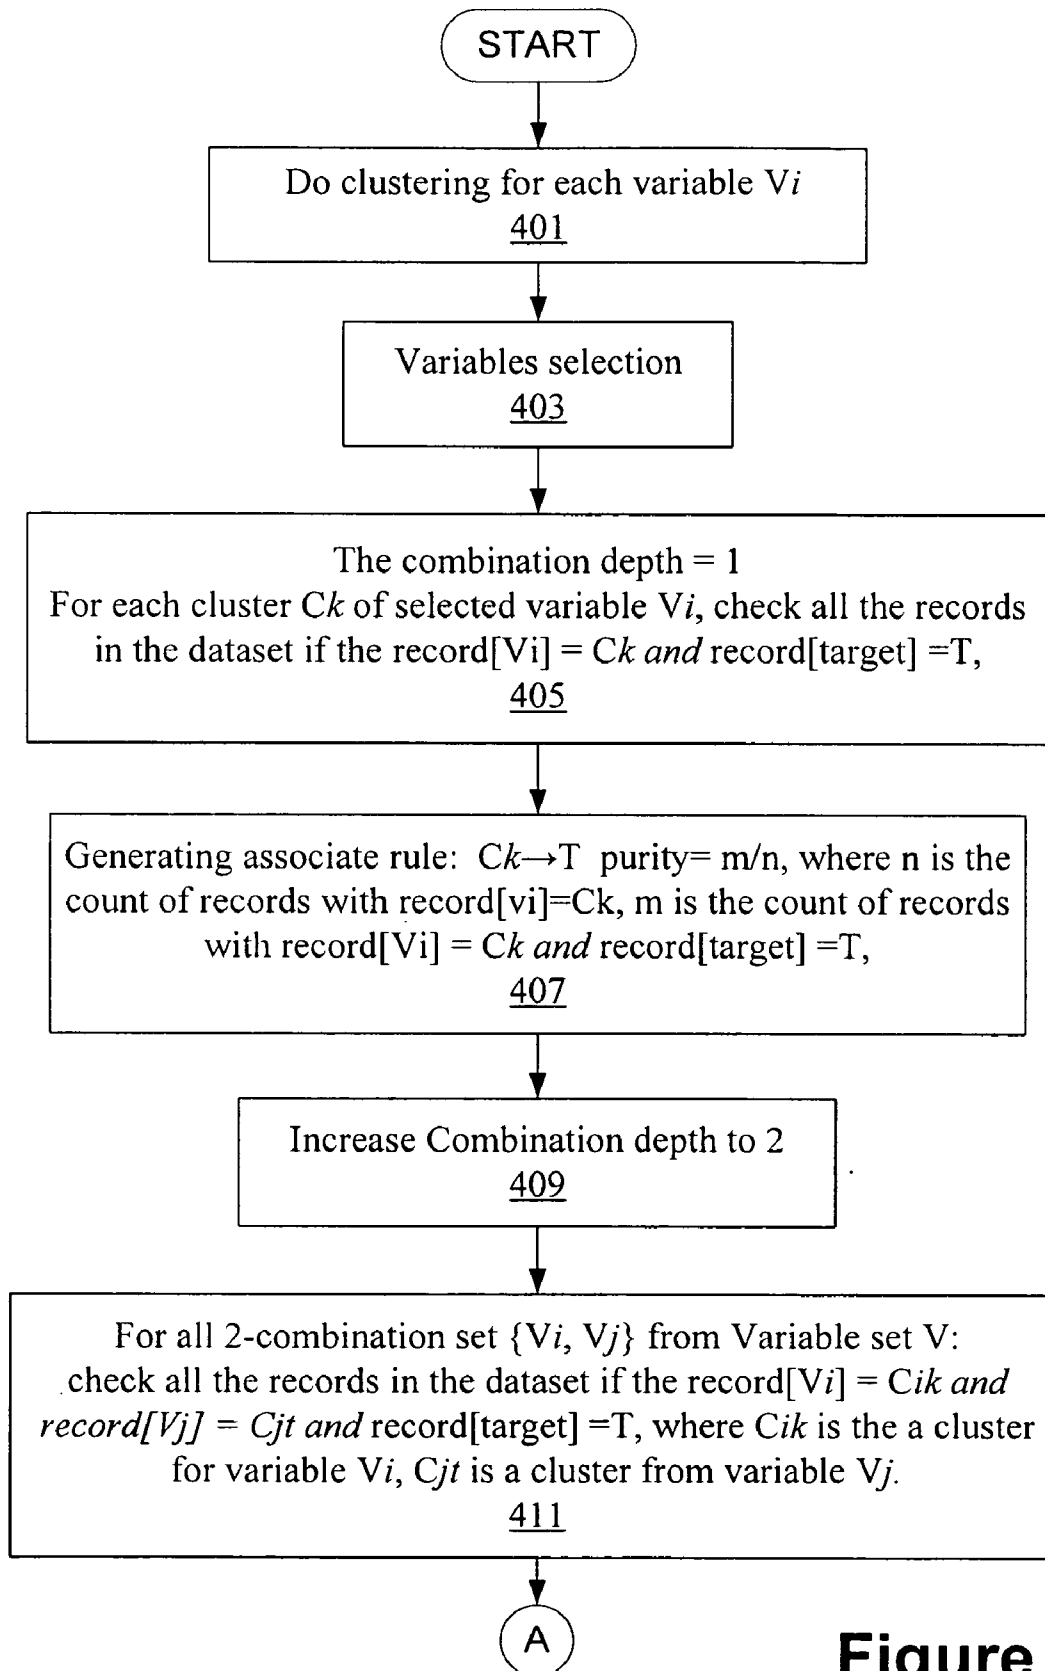 START
Do clustering for each variable Vi
401
Variables selection
403
The combination depth = 1
For each cluster Ck of selected variable Vi, check all the records
in the dataset if the record[Vi] = Ck and record[target] =T,
405
Generating associate rule: Ck→T purity= m/n, where n is the
count of records with record[vi]=Ck, m is the count of records
with record[Vi] = Ck and record[target] =T,
407
Increase Combination depth to 2
409
For all 2-combination set {Vi, Vj} from Variable set V:
check all the records in the dataset if the record[Vi] = Cik and
record[Vj] = Cjt and record[target] =T, where Cik is the a cluster
for variable Vi, Cjt is a cluster from variable Vj.
411
A
Figure